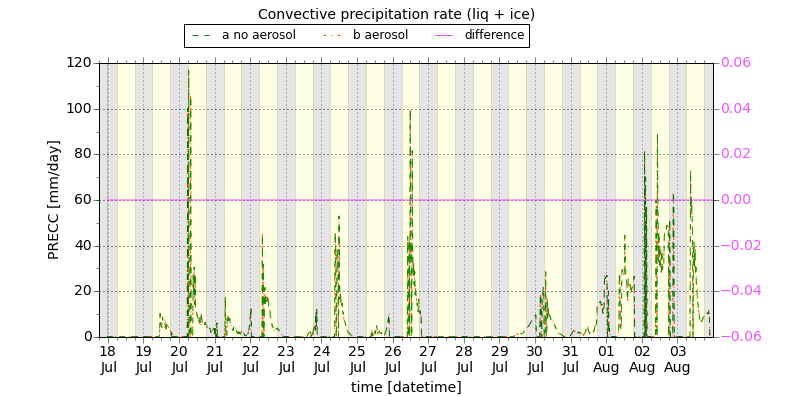 Convective precipitation rate (liq + ice)
a no aerosol b aerosol difference
120 0.06
100 0.04
80 0.02
60 0.00
40 −0.02
20 −0.04
0 −0.06
PRECC [mm/day]
18 19 20 21 22 23 24 25 26 27 28 29 30 31 01 02 03
Jul Jul Jul Jul Jul Jul Jul Jul Jul Jul Jul Jul Jul Jul Aug Aug Aug
time [datetime]